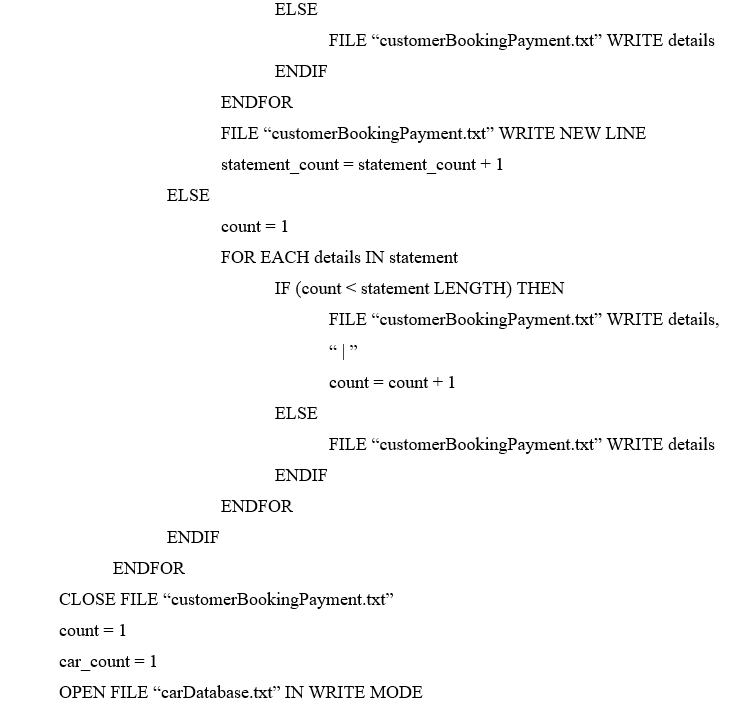 ELSE
FILE “customerBookingPayment.txt” WRITE details
ENDIF
ENDFOR
FILE “customerBookingPayment.txt” WRITE NEW LINE
statement_count = statement_count + 1
ELSE
count = 1
FOR EACH details IN statement
IF (count < statement LENGTH) THEN
FILE “customerBookingPayment.txt” WRITE details,
“ | ”
count = count + 1
ELSE
FILE “customerBookingPayment.txt” WRITE details
ENDIF
ENDFOR
ENDIF
ENDFOR
CLOSE FILE “customerBookingPayment.txt”
count = 1
car_count = 1
OPEN FILE “carDatabase.txt” IN WRITE MODE